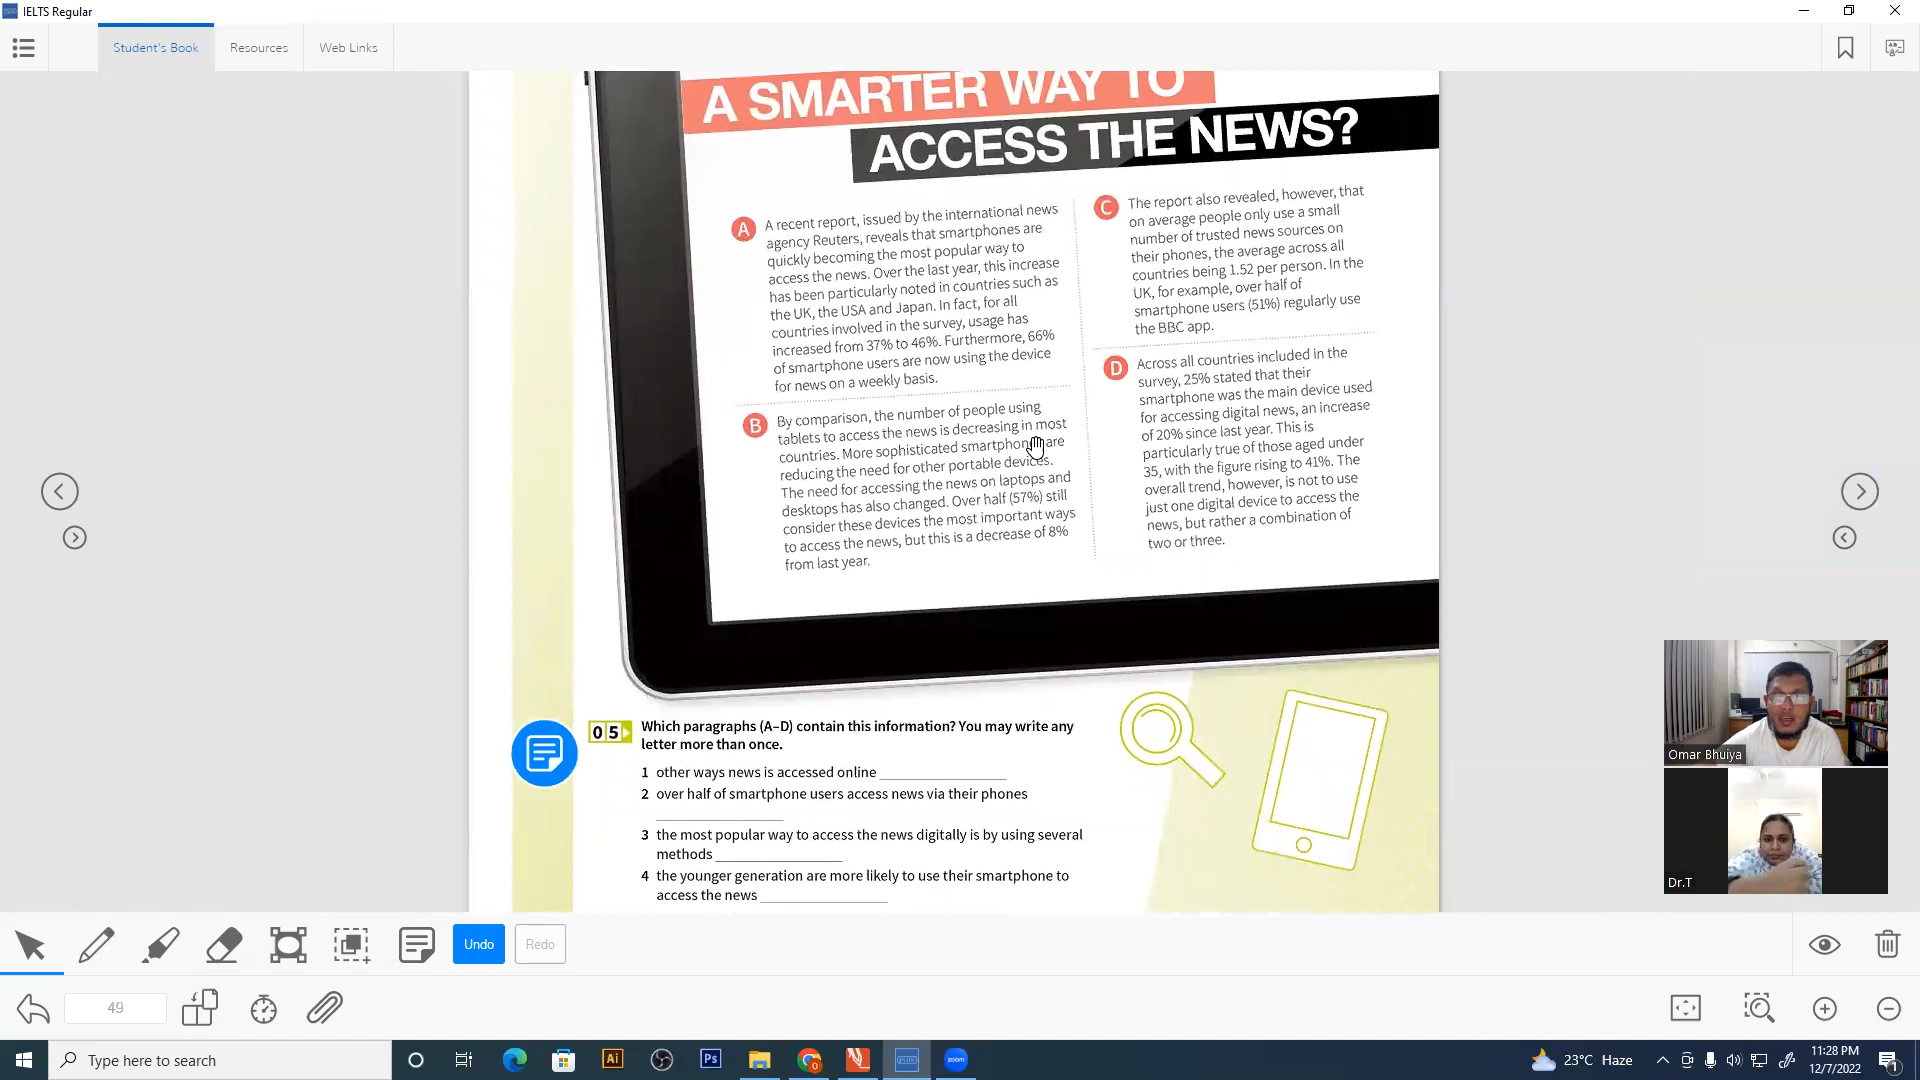 IELTS Regular
Student's Book
Resources
Web Links
A SMARTER WAY TO
ACCESS THE NEWS?
A
A recent report, issued by the international news
agency Reuters, reveals that smartphones are
quickly becoming the most popular way to
access the news. Over the last year, this increase
has been particularly noted in countries such as
the UK, the USA and Japan. In fact, for all
countries involved in the survey, usage has
increased from 37% to 46%. Furthermore, 66%
of smartphone users are now using the device
for news on a weekly basis.
B
By comparison, the number of people using
tablets to access the news is decreasing in most
countries. More sophisticated smartphones are
reducing the need for other portable devices.
The need for accessing the news on laptops and
desktops has also changed. Over half (57%) still
consider these devices the most important ways
to access the news, but this is a decrease of 8%
from last year.
C
The report also revealed, however, that
on average people only use a small
number of trusted news sources on
their phones, the average across all
countries being 1.52 per person. In the
UK, for example, over half of
smartphone users (51%) regularly use
the BBC app.
D
Across all countries included in the
survey, 25% stated that their
smartphone was the main device used
for accessing digital news, an increase
of 20% since last year. This is
particularly true of those aged under
35, with the figure rising to 41%. The
overall trend, however, is not to use
just one digital device to access the
news, but rather a combination of
two or three.
05 Which paragraphs (A–D) contain this information? You may write any
letter more than once.
1 other ways news is accessed online
2 over half of smartphone users access news via their phones
3 the most popular way to access the news digitally is by using several
methods
4 the younger generation are more likely to use their smartphone to
access the news
Omar Bhuiya
Dr.T
Undo
Redo
49
Type here to search
Ai
Ps
zoom
23°C Haze
11:28 PM
12/7/2022
1